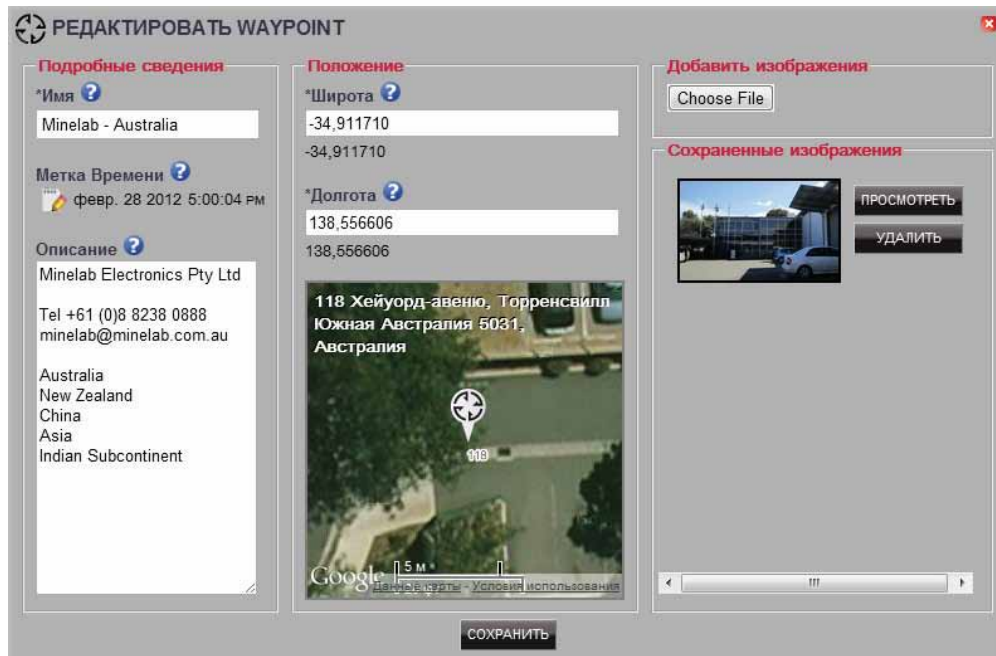 РЕДАКТИРОВАТЬ WAYPOINT
Подробные сведения
*Имя
Minelab - Australia
Метка Времени
февр. 28 2012 5:00:04 PM
Описание
Minelab Electronics Pty Ltd
Tel +61 (0)8 8238 0888
minelab@minelab.com.au
Australia
New Zealand
China
Asia
Indian Subcontinent
Положение
*Широта
-34,911710
-34,911710
*Долгота
138,556606
138,556606
118 Хейуорд-авеню, Торренсвилл
Южная Австралия 5031,
Австралия
118
5 м
Google
Данные карты - Условия использования
Добавить изображения
Choose File
Сохраненные изображения
ПРОСМОТРЕТЬ
УДАЛИТЬ
СОХРАНИТЬ